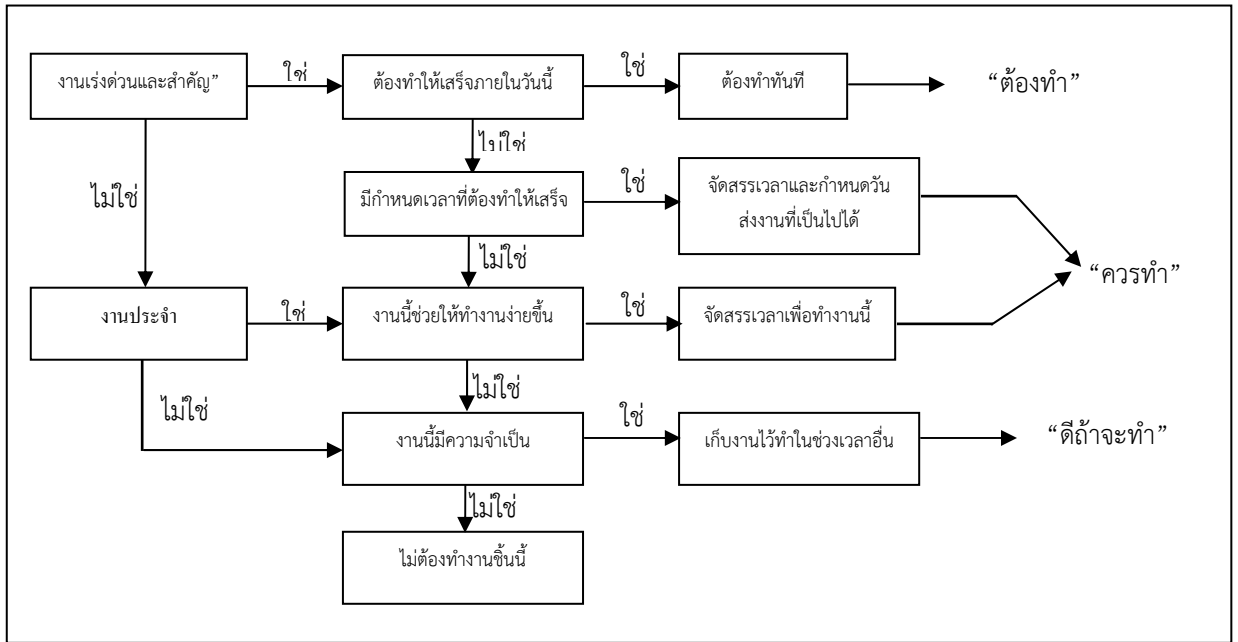 งานเร่งด่วนและสำคัญ”
ใช่
ต้องทำให้เสร็จภายในวันนี้
ใช่
ต้องทำทันที
“ต้องทำ”
ไม่ใช่
ไม่ใช่
มีกำหนดเวลาที่ต้องทำให้เสร็จ
ใช่
จัดสรรเวลาและกำหนดวัน
ส่งงานที่เป็นไปได้
ไม่ใช่
“ควรทำ”
งานประจำ
ใช่
งานนี้ช่วยให้ทำงานง่ายขึ้น
ใช่
จัดสรรเวลาเพื่อทำงานนี้
ไม่ใช่
ไม่ใช่
งานนี้มีความจำเป็น
ใช่
เก็บงานไว้ทำในช่วงเวลาอื่น
“ดีถ้าจะทำ”
ไม่ใช่
ไม่ต้องทำงานชิ้นนี้